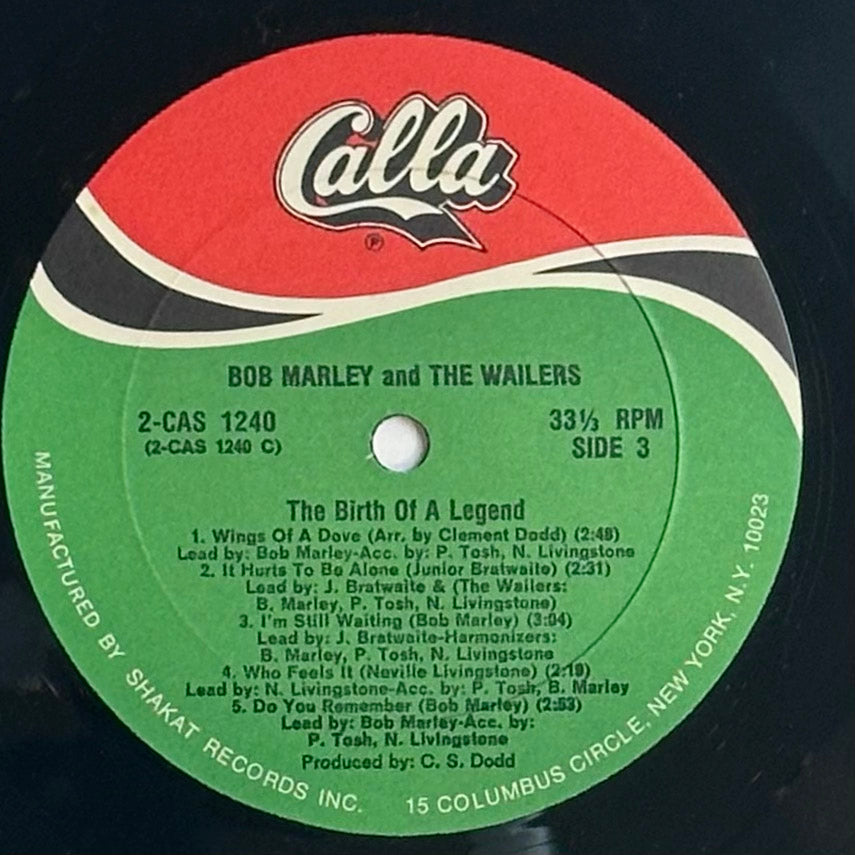 Calla
℗
BOB MARLEY and THE WAILERS
2-CAS 1240
(2-CAS 1240 C)
33⅓ RPM
SIDE 3
The Birth Of A Legend
1. Wings Of A Dove (Arr. by Clement Dodd) (2:48)
Lead by: Bob Marley-Acc. by: P. Tosh, N. Livingstone
2. It Hurts To Be Alone (Junior Bratwaite) (2:31)
Lead by: J. Bratwaite & (The Wailers:
B. Marley, P. Tosh, N. Livingstone)
3. I'm Still Waiting (Bob Marley) (3:04)
Lead by: J. Bratwaite-Harmonizers:
B. Marley, P. Tosh, N. Livingstone
4. Who Feels It (Neville Livingstone) (2:19)
Lead by: N. Livingstone-Acc. by: P. Tosh, B. Marley
5. Do You Remember (Bob Marley) (2:53)
Lead by: Bob Marley-Acc. by:
P. Tosh, N. Livingstone
Produced by: C. S. Dodd
MANUFACTURED BY SHAKAT RECORDS INC. 15 COLUMBUS CIRCLE, NEW YORK, N.Y. 10023